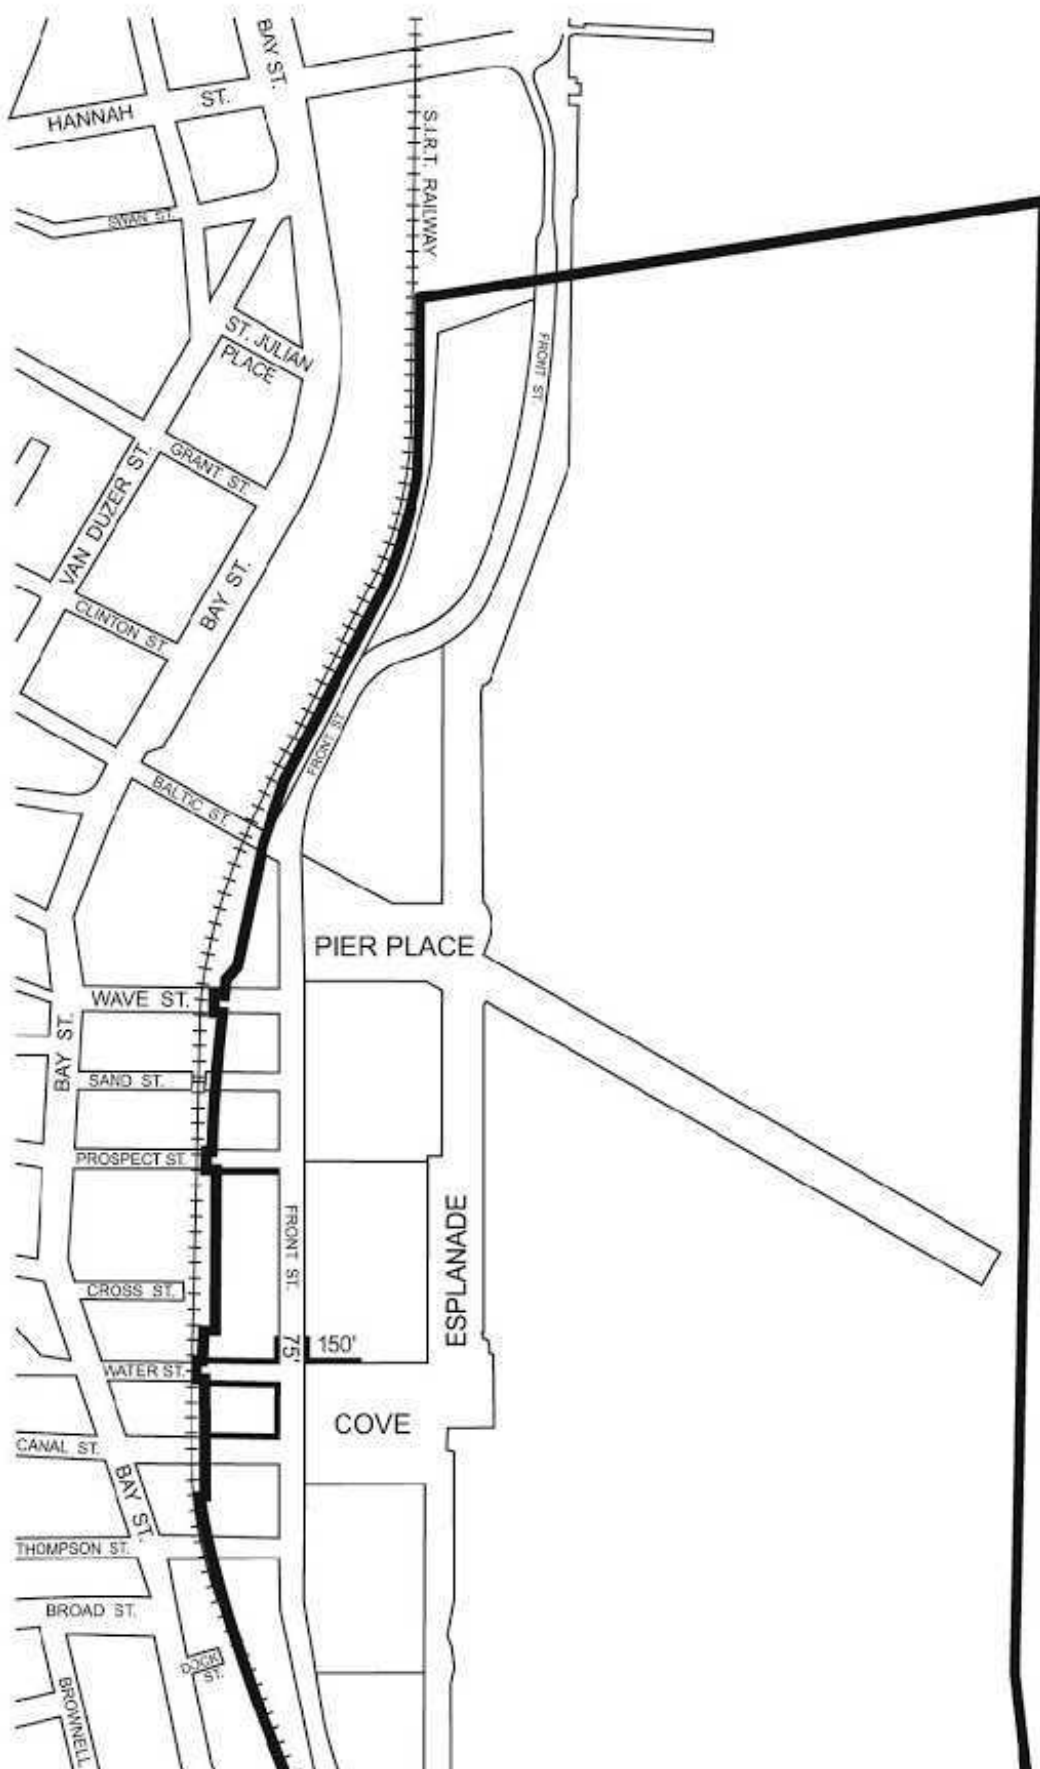 BAY ST.
HANNAH ST.
S.I.R.T. RAILWAY
SWAN ST.
ST. JULIAN
PLACE
FRONT ST.
GRANT ST.
VAN DUZER ST.
BAY ST.
CLINTON ST.
FRONT ST.
BALTIC ST.
PIER PLACE
WAVE ST.
BAY ST.
SAND ST.
PROSPECT ST.
FRONT ST.
ESPLANADE
CROSS ST.
75'
150'
WATER ST.
COVE
CANAL ST.
BAY ST.
THOMPSON ST.
BROAD ST.
DOCK
ST.
BROWNELL